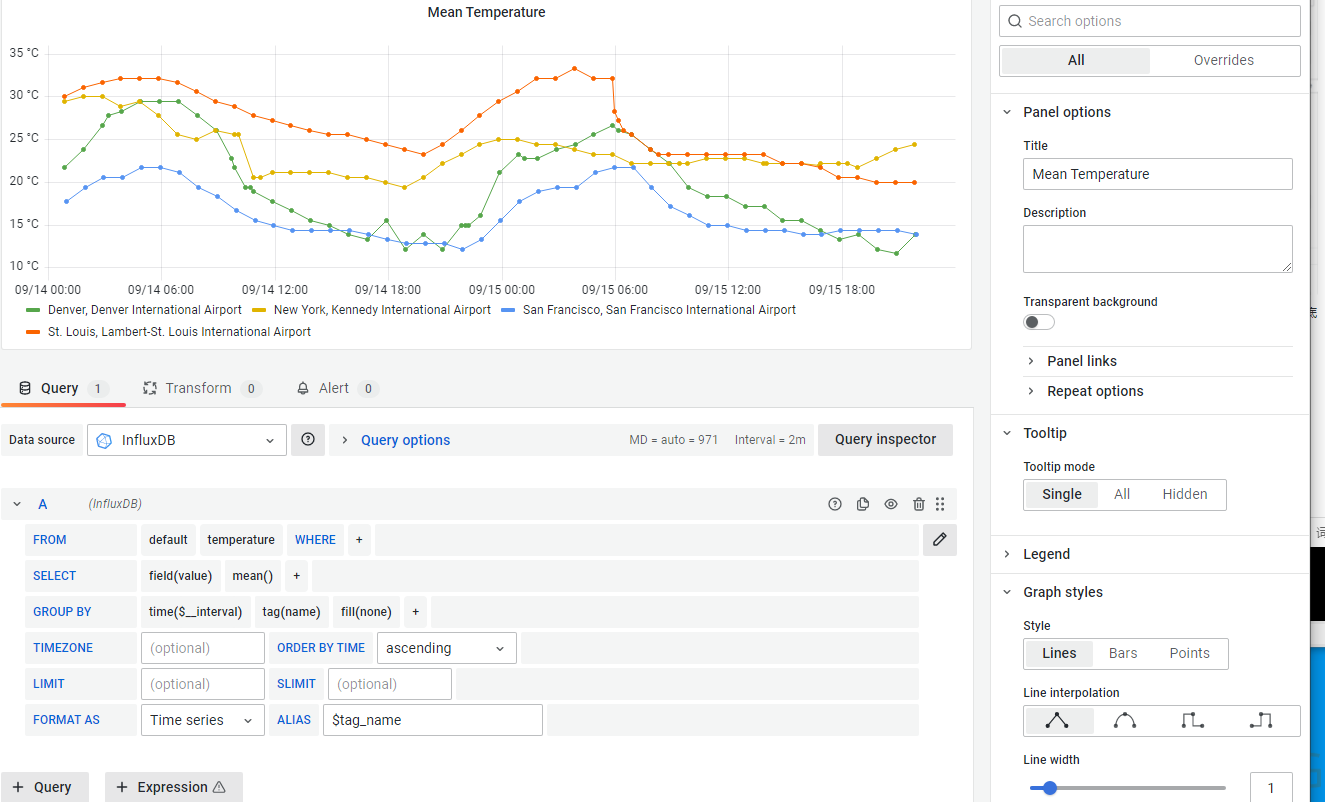 Mean Temperature
35 °C
30 °C
25 °C
20 °C
15 °C
10 °C
09/14 00:00 09/14 06:00 09/14 12:00 09/14 18:00 09/15 00:00 09/15 06:00 09/15 12:00 09/15 18:00
Denver, Denver International Airport New York, Kennedy International Airport San Francisco, San Francisco International Airport
St. Louis, Lambert-St. Louis International Airport
Query 1 Transform 0 Alert 0
Data source InfluxDB Query options MD = auto = 971 Interval = 2m Query inspector
A (InfluxDB)
FROM default temperature WHERE +
SELECT field(value) mean() +
GROUP BY time($__interval) tag(name) fill(none) +
TIMEZONE (optional) ORDER BY TIME ascending
LIMIT (optional) SLIMIT (optional)
FORMAT AS Time series ALIAS $tag_name
+ Query + Expression
Search options
All Overrides
Panel options
Title
Mean Temperature
Description
Transparent background
Panel links
Repeat options
Tooltip
Tooltip mode
Single All Hidden
Legend
Graph styles
Style
Lines Bars Points
Line interpolation
Line width
1